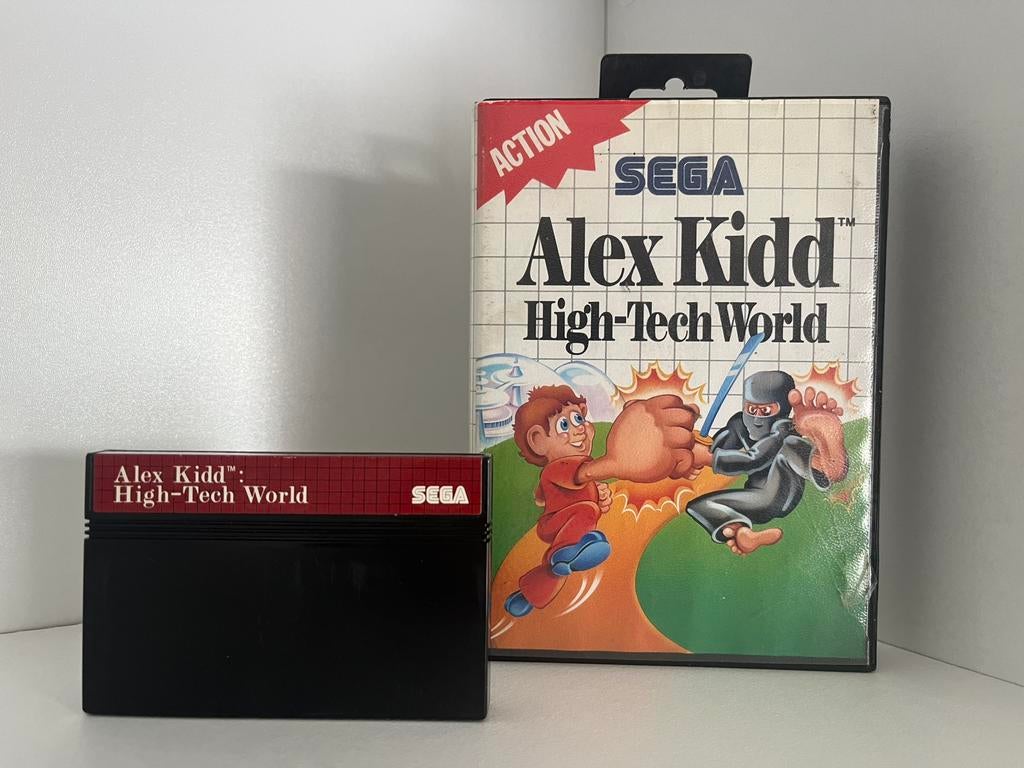 ACTION
SEGA
Alex Kidd™
High-Tech World
Alex Kidd™:
High-Tech World
SEGA